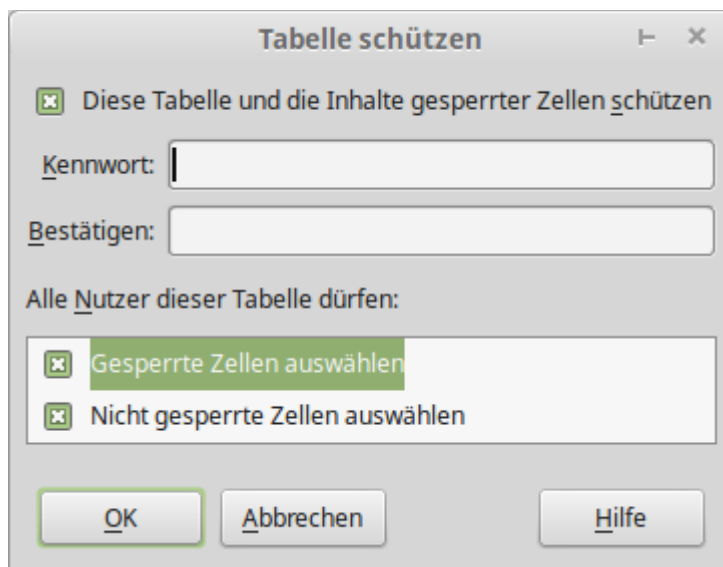 Tabelle schützen
Diese Tabelle und die Inhalte gesperrter Zellen schützen
Kennwort:
Bestätigen:
Alle Nutzer dieser Tabelle dürfen:
Gesperrte Zellen auswählen
Nicht gesperrte Zellen auswählen
OK Abbrechen Hilfe